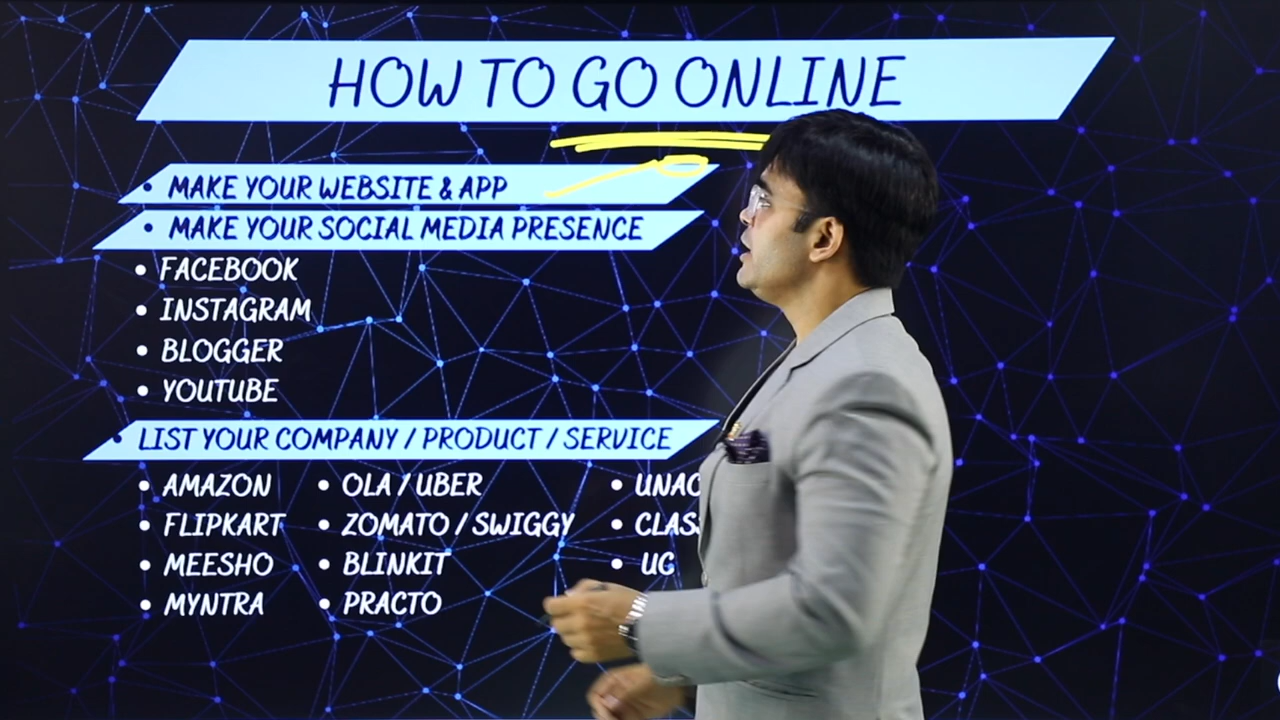 HOW TO GO ONLINE
• MAKE YOUR WEBSITE & APP
• MAKE YOUR SOCIAL MEDIA PRESENCE
• FACEBOOK
• INSTAGRAM
• BLOGGER
• YOUTUBE
• LIST YOUR COMPANY / PRODUCT / SERVICE
• AMAZON • OLA / UBER
• FLIPKART • ZOMATO / SWIGGY
• MEESHO • BLINKIT • UC
• MYNTRA • PRACTO